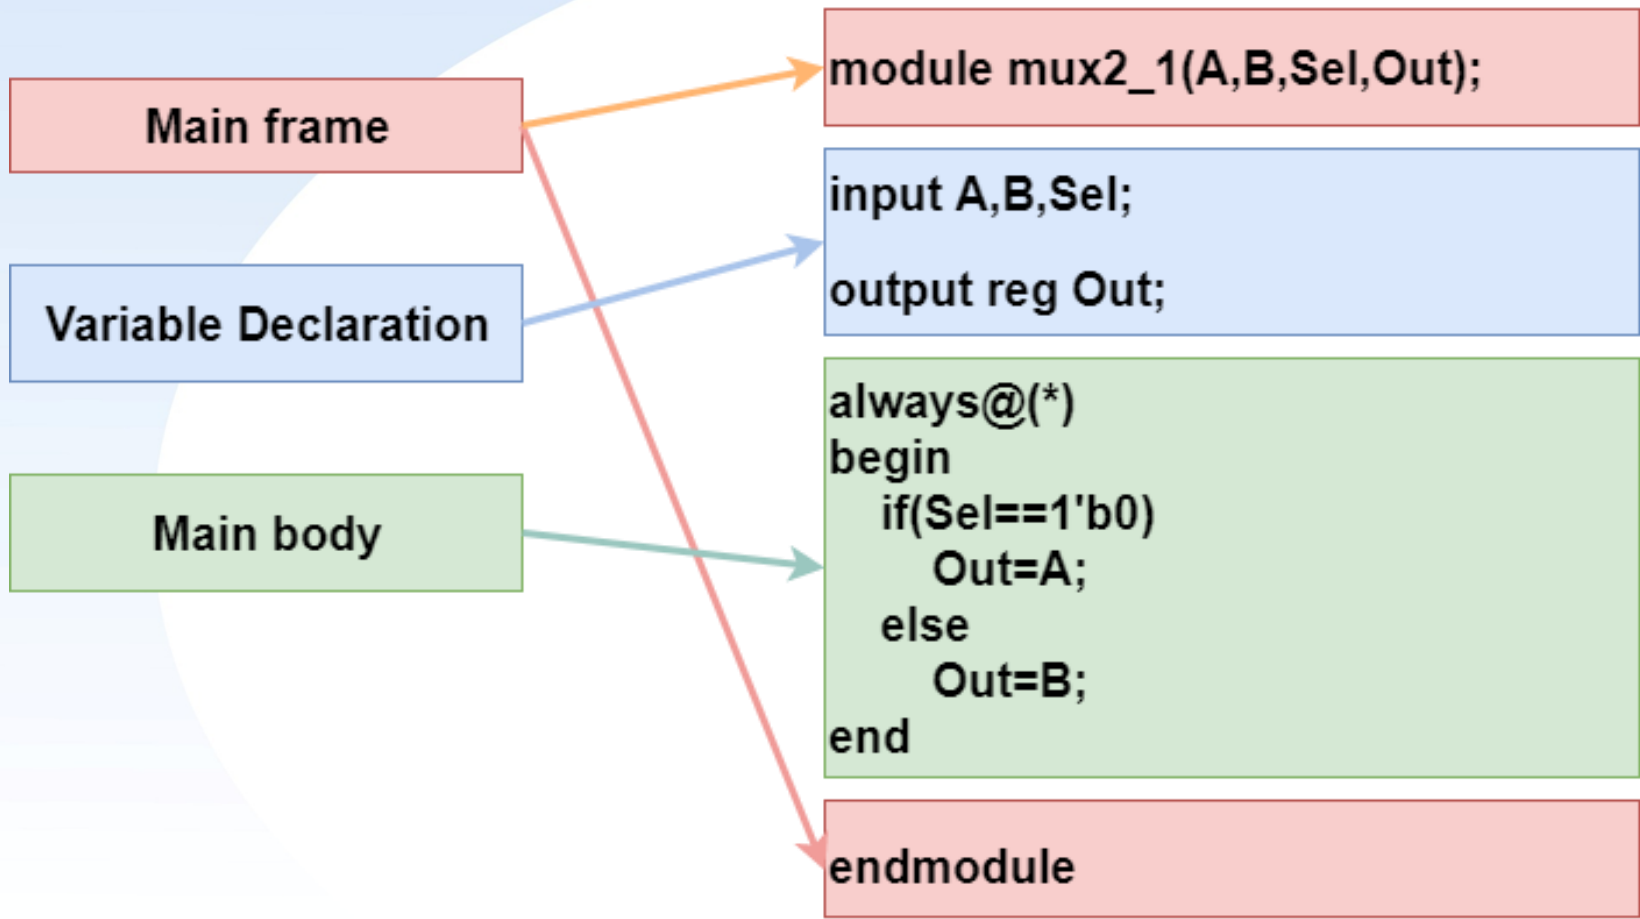 Main frame
Variable Declaration
Main body
module mux2_1(A,B,Sel,Out);
input A,B,Sel;
output reg Out;
always@(*)
begin
if(Sel==1'b0)
Out=A;
else
Out=B;
end
endmodule